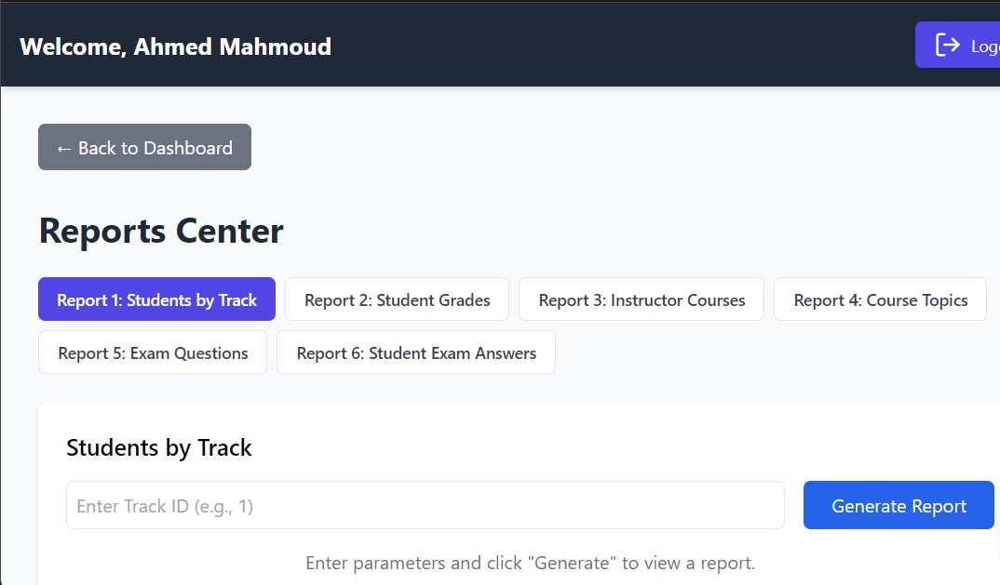 Welcome, Ahmed Mahmoud
← Back to Dashboard
Reports Center
Report 1: Students by Track
Report 2: Student Grades
Report 3: Instructor Courses
Report 4: Course Topics
Report 5: Exam Questions
Report 6: Student Exam Answers
Students by Track
Enter Track ID (e.g., 1)
Generate Report
Enter parameters and click "Generate" to view a report.